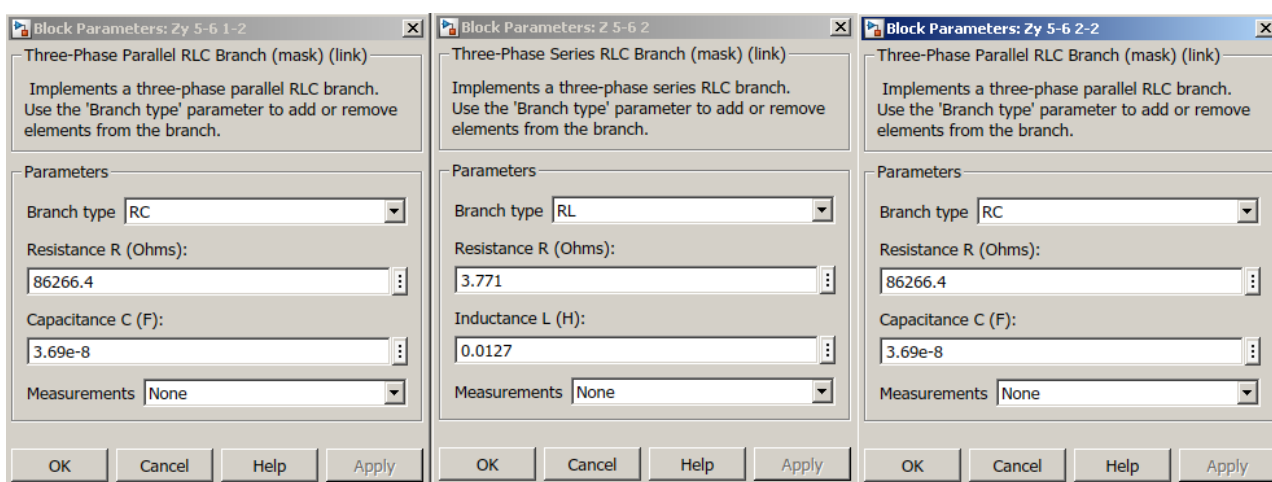 Block Parameters: Zy 5-6 1-2
Three-Phase Parallel RLC Branch (mask) (link)
Implements a three-phase parallel RLC branch.
Use the 'Branch type' parameter to add or remove
elements from the branch.
Parameters
Branch type RC
Resistance R (Ohms):
86266.4
Capacitance C (F):
3.69e-8
Measurements None
OK Cancel Help Apply
Block Parameters: Z 5-6 2
Three-Phase Series RLC Branch (mask) (link)
Implements a three-phase series RLC branch.
Use the 'Branch type' parameter to add or remove
elements from the branch.
Parameters
Branch type RL
Resistance R (Ohms):
3.771
Inductance L (H):
0.0127
Measurements None
OK Cancel Help Apply
Block Parameters: Zy 5-6 2-2
Three-Phase Parallel RLC Branch (mask) (link)
Implements a three-phase parallel RLC branch.
Use the 'Branch type' parameter to add or remove
elements from the branch.
Parameters
Branch type RC
Resistance R (Ohms):
86266.4
Capacitance C (F):
3.69e-8
Measurements None
OK Cancel Help Apply